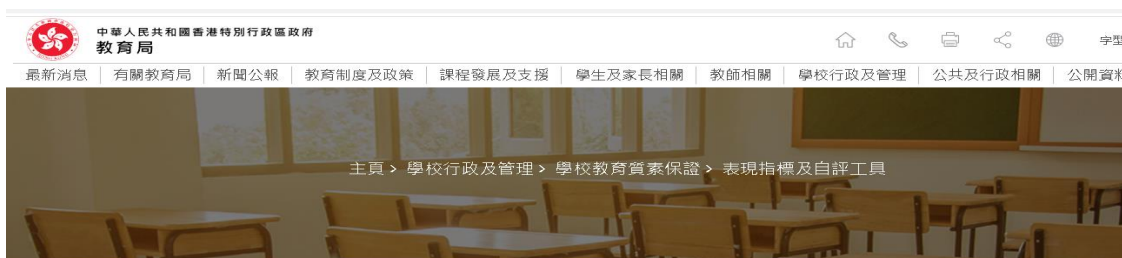 中華人民共和國香港特別行政區政府
教育局
字型
最新消息 有關教育局 新聞公報 教育制度及政策 課程發展及支援 學生及家長相關 教師相關 學校行政及管理 公共及行政相關 公開資料
主頁 > 學校行政及管理 > 學校教育質素保證 > 表現指標及自評工具